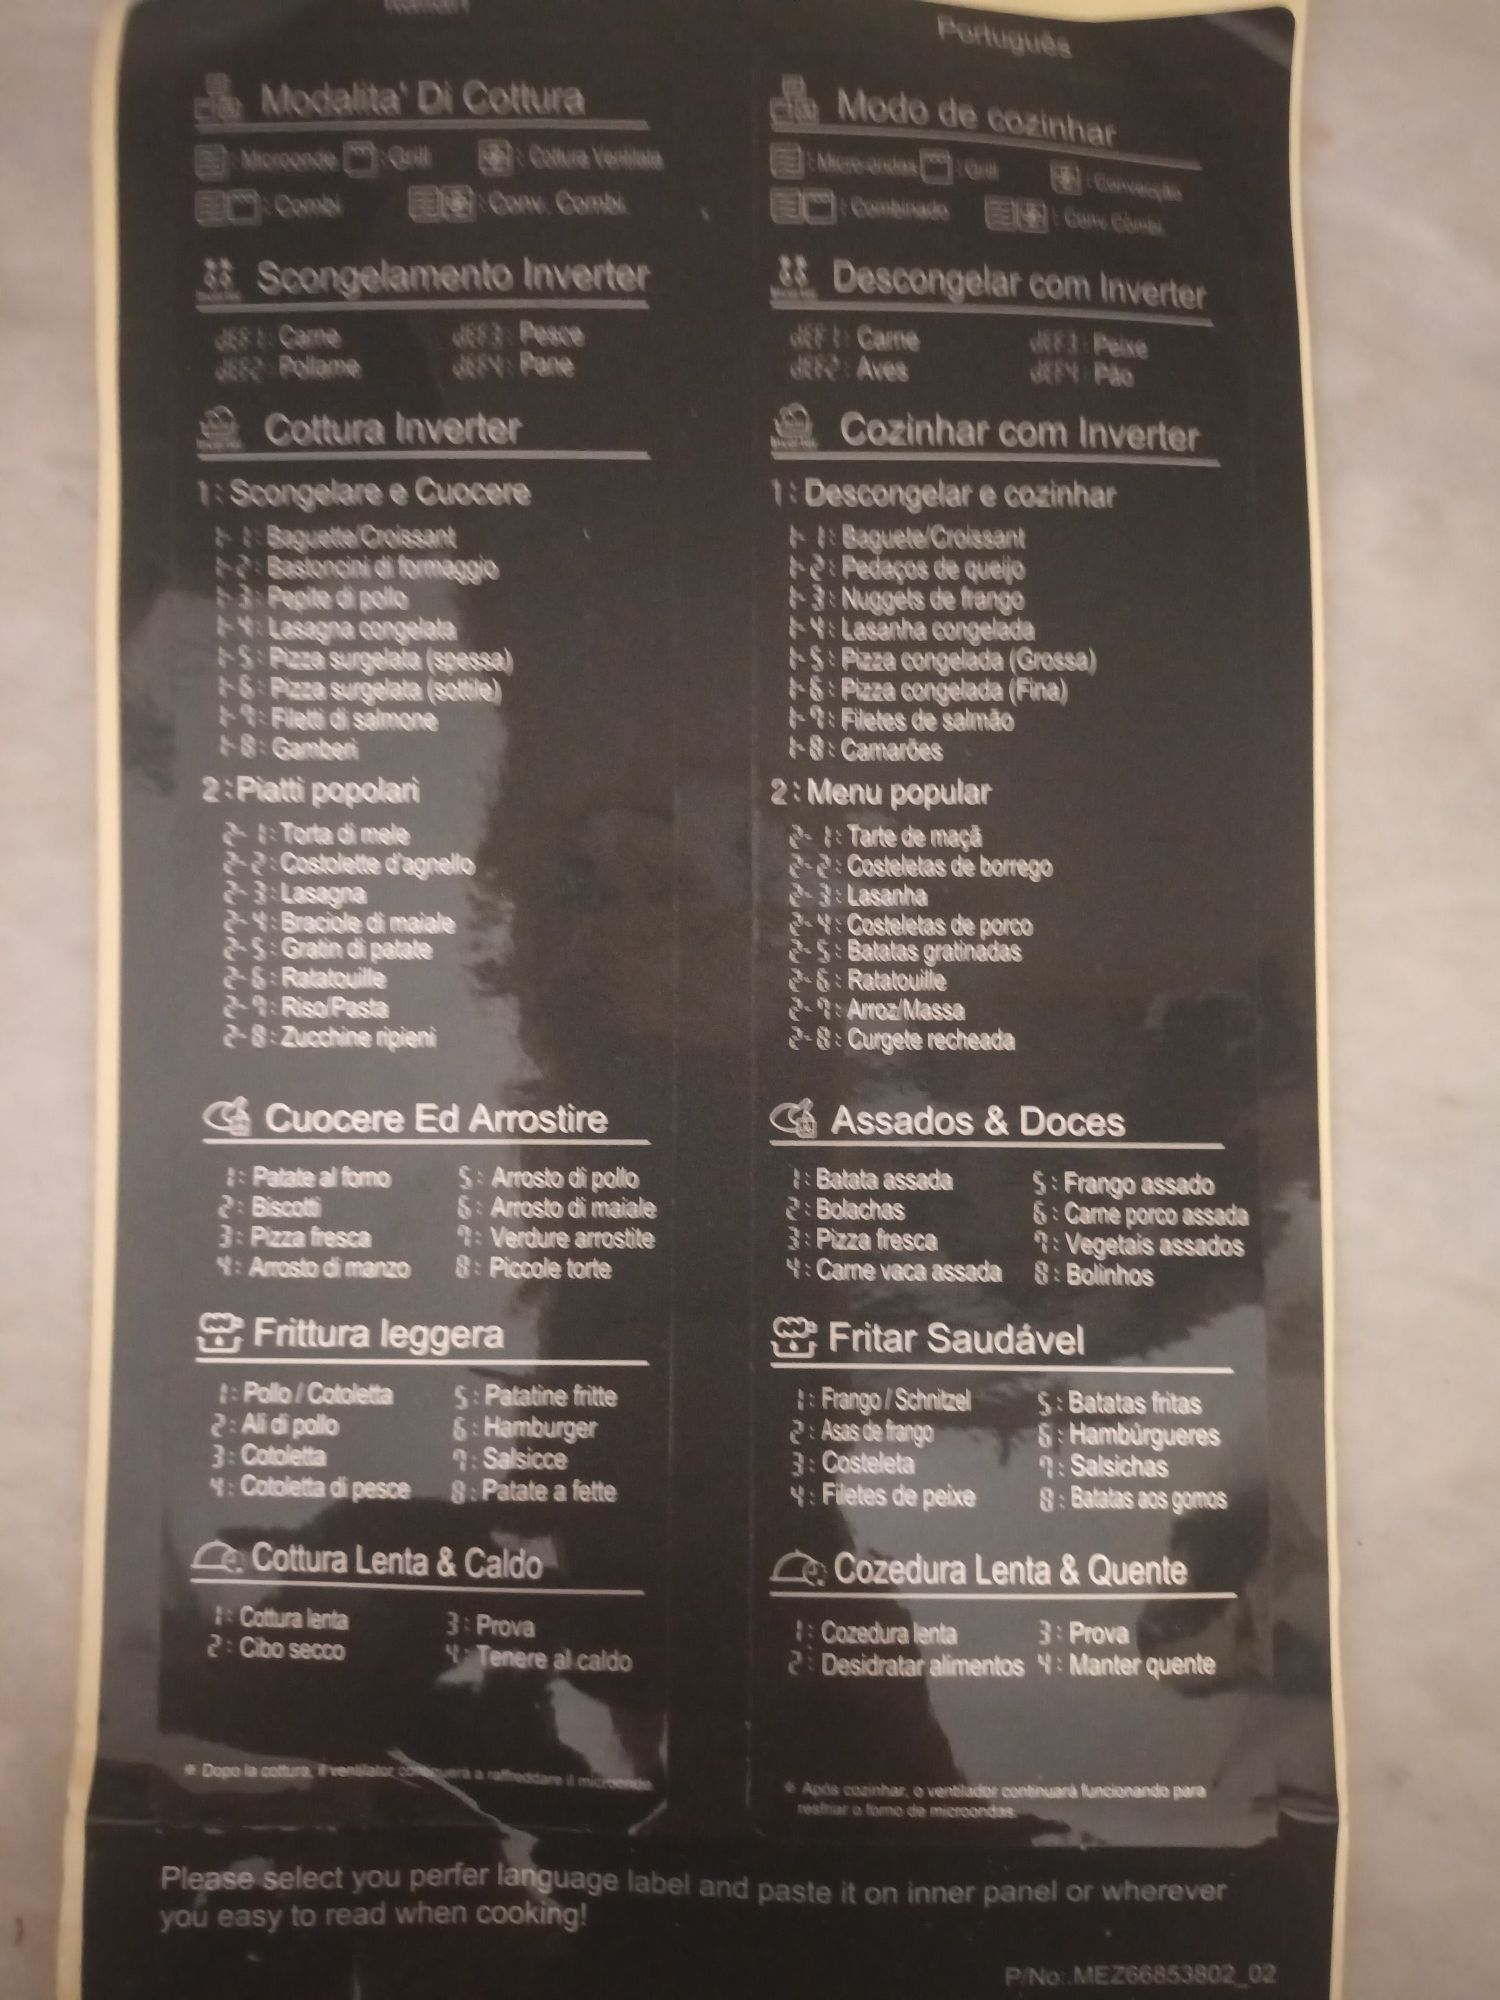 Italian
Modalita' Di Cottura
: Microonde : Grill : Cottura Ventilata
: Combi. : Conv. Combi.
Scongelamento Inverter
dEF1: Carne dEF3: Pesce
dEF2: Pollame dEF4: Pane
Cottura Inverter
1: Scongelare e Cuocere
1-1: Baguette/Croissant
1-2: Bastoncini di formaggio
1-3: Pepite di pollo
1-4: Lasagna congelata
1-5: Pizza surgelata (spessa)
1-6: Pizza surgelata (sottile)
1-7: Filetti di salmone
1-8: Gamberi
2: Piatti popolari
2-1: Torta di mele
2-2: Costolette d'agnello
2-3: Lasagna
2-4: Braciole di maiale
2-5: Gratin di patate
2-6: Ratatouille
2-7: Riso/Pasta
2-8: Zucchine ripieni
Cuocere Ed Arrostire
1: Patate al forno 5: Arrosto di pollo
2: Biscotti 6: Arrosto di maiale
3: Pizza fresca 7: Verdure arrostite
4: Arrosto di manzo 8: Piccole torte
Frittura leggera
1: Pollo / Cotoletta 5: Patatine fritte
2: Ali di pollo 6: Hamburger
3: Cotoletta 7: Salsicce
4: Cotoletta di pesce 8: Patate a fette
Cottura Lenta & Caldo
1: Cottura lenta 3: Prova
2: Cibo secco 4: Tenere al caldo
* Dopo la cottura, il ventilator continuerà a raffreddare il microonde.
Português
Modo de cozinhar
: Micro-ondas : Grill : Convecção
: Combinado : Conv. Combi.
Descongelar com Inverter
dEF1: Carne dEF3: Peixe
dEF2: Aves dEF4: Pão
Cozinhar com Inverter
1: Descongelar e cozinhar
1-1: Baguete/Croissant
1-2: Pedaços de queijo
1-3: Nuggets de frango
1-4: Lasanha congelada
1-5: Pizza congelada (Grossa)
1-6: Pizza congelada (Fina)
1-7: Filetes de salmão
1-8: Camarões
2: Menu popular
2-1: Tarte de maçã
2-2: Costeletas de borrego
2-3: Lasanha
2-4: Costeletas de porco
2-5: Batatas gratinadas
2-6: Ratatouille
2-7: Arroz/Massa
2-8: Curgete recheada
Assados & Doces
1: Batata assada 5: Frango assado
2: Bolachas 6: Carne porco assada
3: Pizza fresca 7: Vegetais assados
4: Carne vaca assada 8: Bolinhos
Fritar Saudável
1: Frango / Schnitzel 5: Batatas fritas
2: Asas de frango 6: Hambúrgueres
3: Costeleta 7: Salsichas
4: Filetes de peixe 8: Batatas aos gomos
Cozedura Lenta & Quente
1: Cozedura lenta 3: Prova
2: Desidratar alimentos 4: Manter quente
* Após cozinhar, o ventilador continuará funcionando para
resfriar o forno de microondas.
Please select you perfer language label and paste it on inner panel or wherever
you easy to read when cooking!
P/No:.MEZ66853802_02